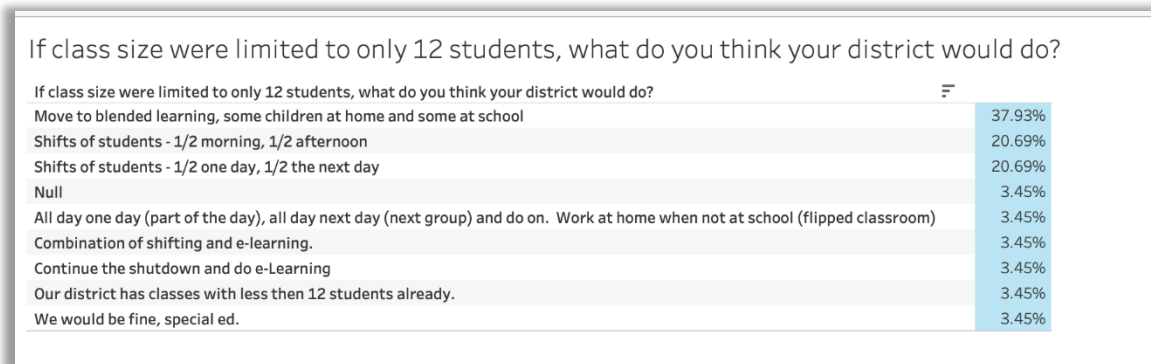 If class size were limited to only 12 students, what do you think your district would do?
If class size were limited to only 12 students, what do you think your district would do?
Move to blended learning, some children at home and some at school 37.93%
Shifts of students - 1/2 morning, 1/2 afternoon 20.69%
Shifts of students - 1/2 one day, 1/2 the next day 20.69%
Null 3.45%
All day one day (part of the day), all day next day (next group) and do on.  Work at home when not at school (flipped classroom) 3.45%
Combination of shifting and e-learning. 3.45%
Continue the shutdown and do e-Learning 3.45%
Our district has classes with less then 12 students already. 3.45%
We would be fine, special ed. 3.45%